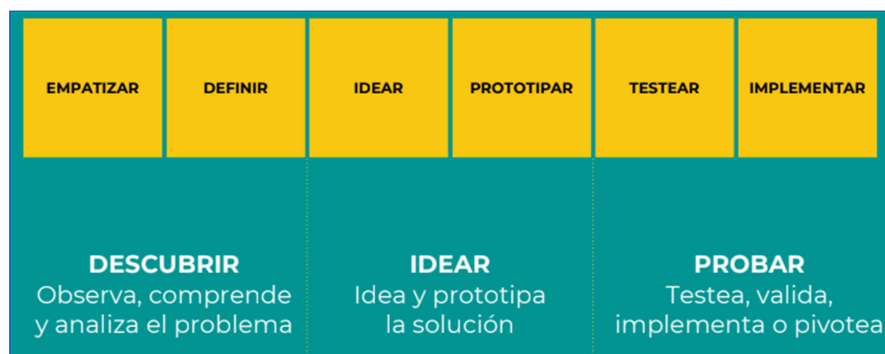 EMPATIZAR
DEFINIR
IDEAR
PROTOTIPAR
TESTEAR
IMPLEMENTAR
DESCUBRIR
Observa, comprende
y analiza el problema
IDEAR
Idea y prototipa
la solución
PROBAR
Testea, valida,
implementa o pivotea